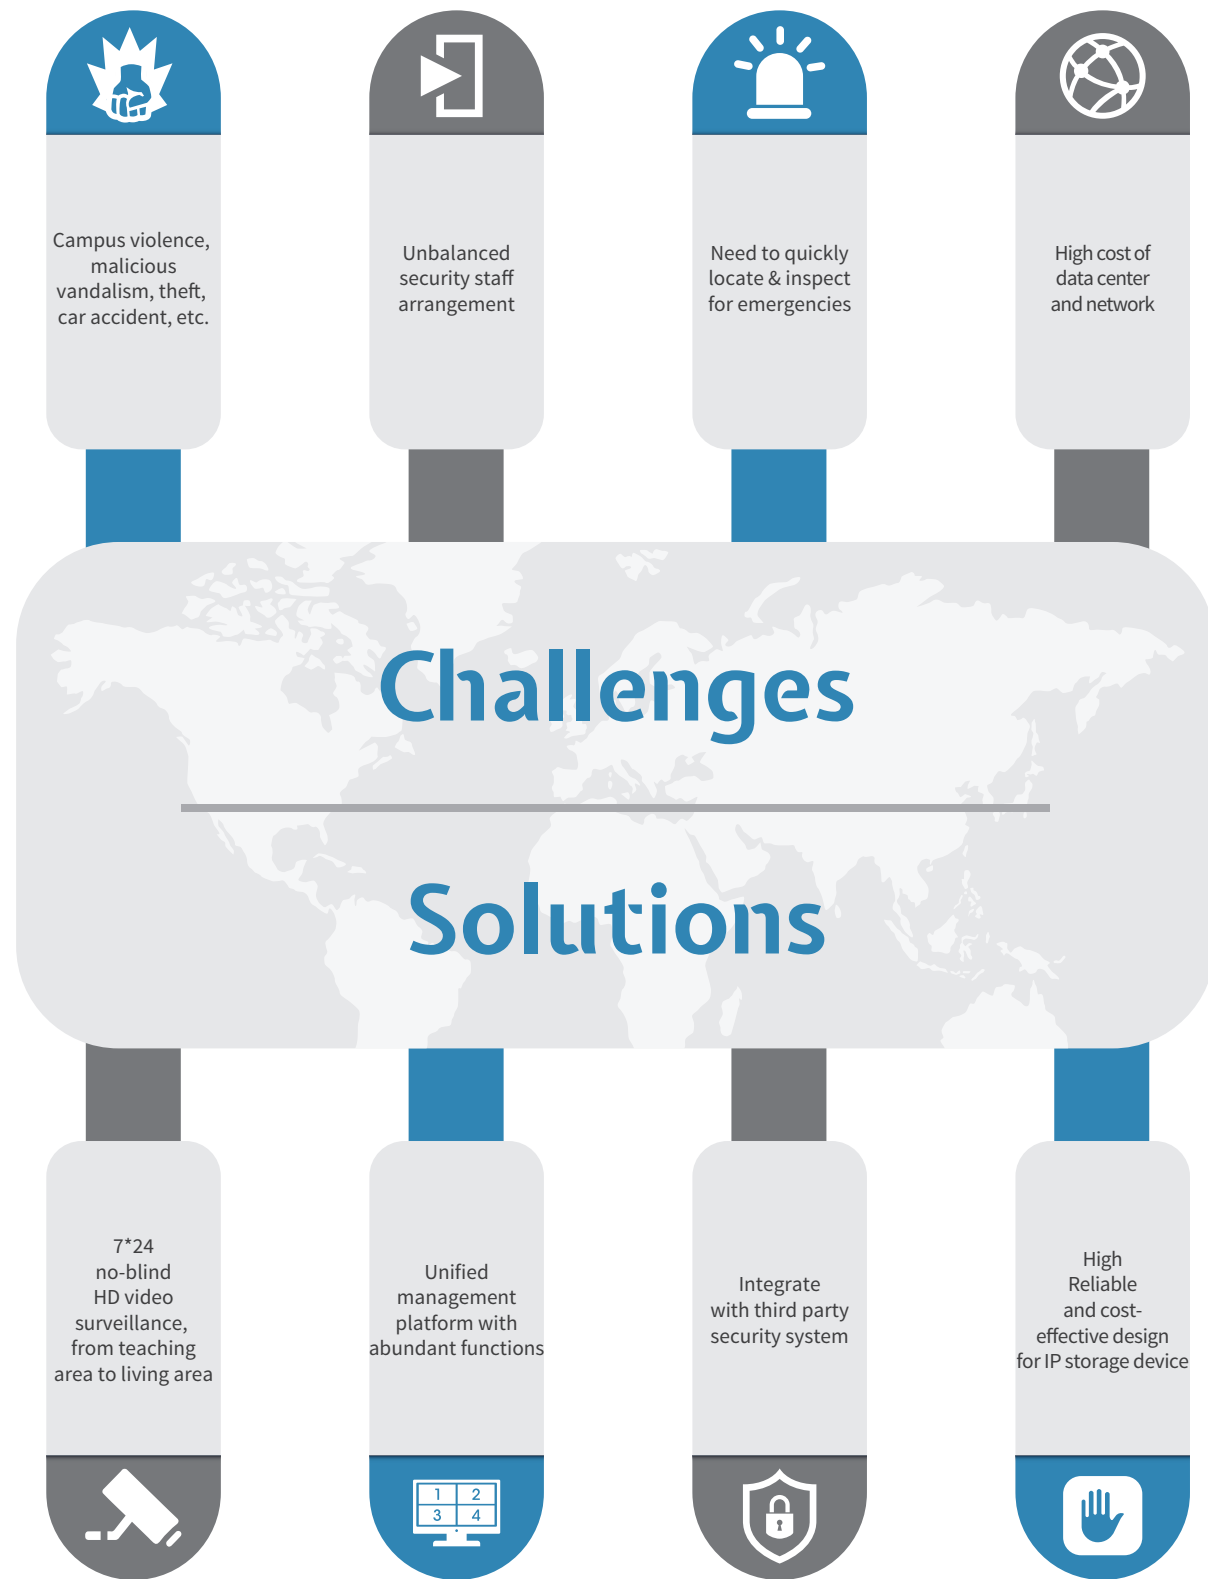 Campus violence,
malicious
vandalism, theft,
car accident, etc.
Unbalanced
security staff
arrangement
Need to quickly
locate & inspect
for emergencies
High cost of
data center
and network
Challenges
Solutions
7*24
no-blind
HD video
surveillance,
from teaching
area to living area
Unified
management
platform with
abundant functions
Integrate
with third party
security system
High
Reliable
and cost-
effective design
for IP storage device
1 2
3 4